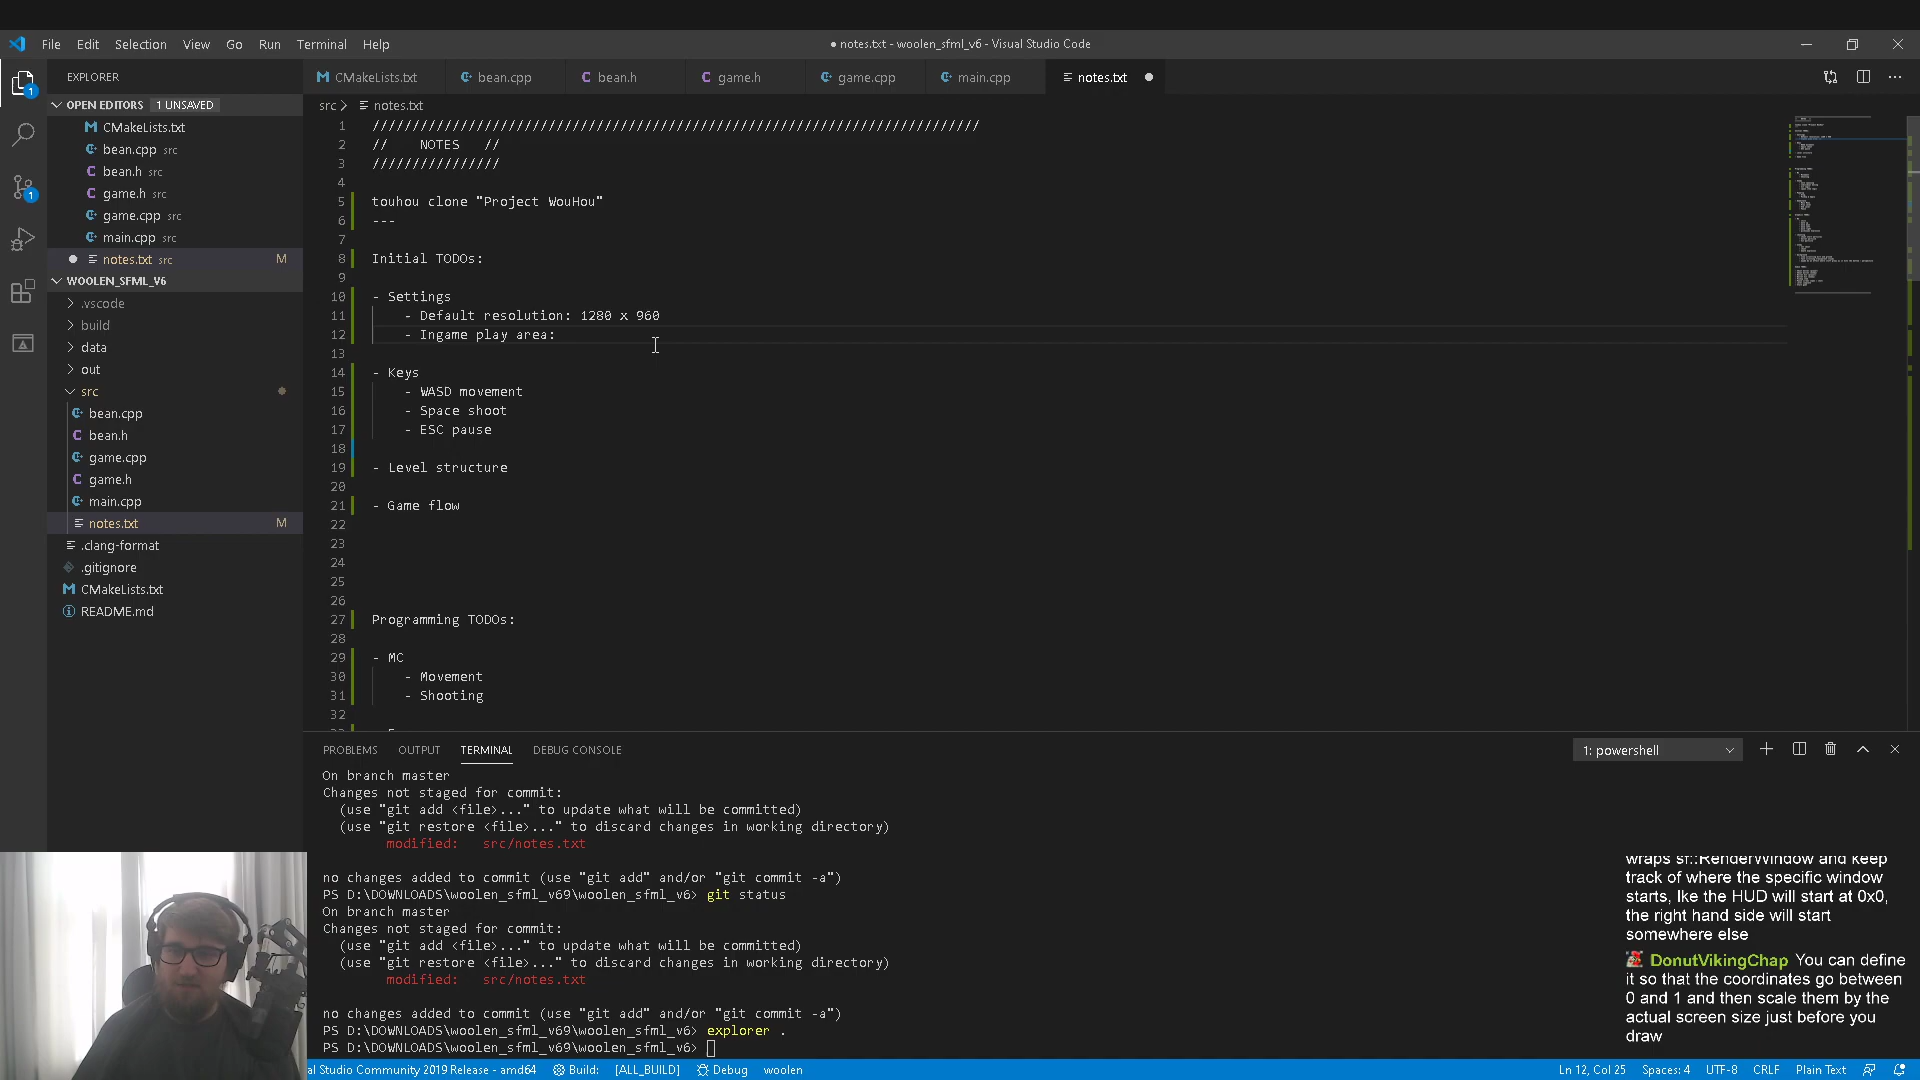 File Edit Selection View Go Run Terminal Help
● notes.txt - woolen_sfml_v6 - Visual Studio Code
EXPLORER
CMakeLists.txt bean.cpp bean.h game.h game.cpp main.cpp notes.txt
OPEN EDITORS 1 UNSAVED
CMakeLists.txt
bean.cpp src
bean.h src
game.h src
game.cpp src
main.cpp src
notes.txt src M
WOOLEN_SFML_V6
.vscode
build
data
out
src
bean.cpp
bean.h
game.cpp
game.h
main.cpp
notes.txt M
.clang-format
.gitignore
CMakeLists.txt
README.md
1
1
src > notes.txt
1 ////////////////////////////////////////////////////////////////////////////
2 // NOTES //
3 ////////////////
4
5 touhou clone "Project WouHou"
6 ---
7
8 Initial TODOs:
9
10 - Settings
11 - Default resolution: 1280 x 960
12 - Ingame play area:
13
14 - Keys
15 - WASD movement
16 - Space shoot
17 - ESC pause
18
19 - Level structure
20
21 - Game flow
22
23
24
25
26
27 Programming TODOs:
28
29 - MC
30 - Movement
31 - Shooting
32
PROBLEMS OUTPUT TERMINAL DEBUG CONSOLE
1: powershell
On branch master
Changes not staged for commit:
(use "git add <file>..." to update what will be committed)
(use "git restore <file>..." to discard changes in working directory)
modified: src/notes.txt
no changes added to commit (use "git add" and/or "git commit -a")
PS D:\DOWNLOADS\woolen_sfml_v69\woolen_sfml_v6> git status
On branch master
Changes not staged for commit:
(use "git add <file>..." to update what will be committed)
(use "git restore <file>..." to discard changes in working directory)
modified: src/notes.txt
no changes added to commit (use "git add" and/or "git commit -a")
PS D:\DOWNLOADS\woolen_sfml_v69\woolen_sfml_v6> explorer .
PS D:\DOWNLOADS\woolen_sfml_v69\woolen_sfml_v6>
wraps sf::RenderWindow and keep
track of where the specific window
starts, lke the HUD will start at 0x0,
the right hand side will start
somewhere else
DonutVikingChap You can define
it so that the coordinates go between
0 and 1 and then scale them by the
actual screen size just before you
draw
al Studio Community 2019 Release - amd64 Build: [ALL_BUILD] Debug woolen
Ln 12, Col 25 Spaces: 4 UTF-8 CRLF Plain Text